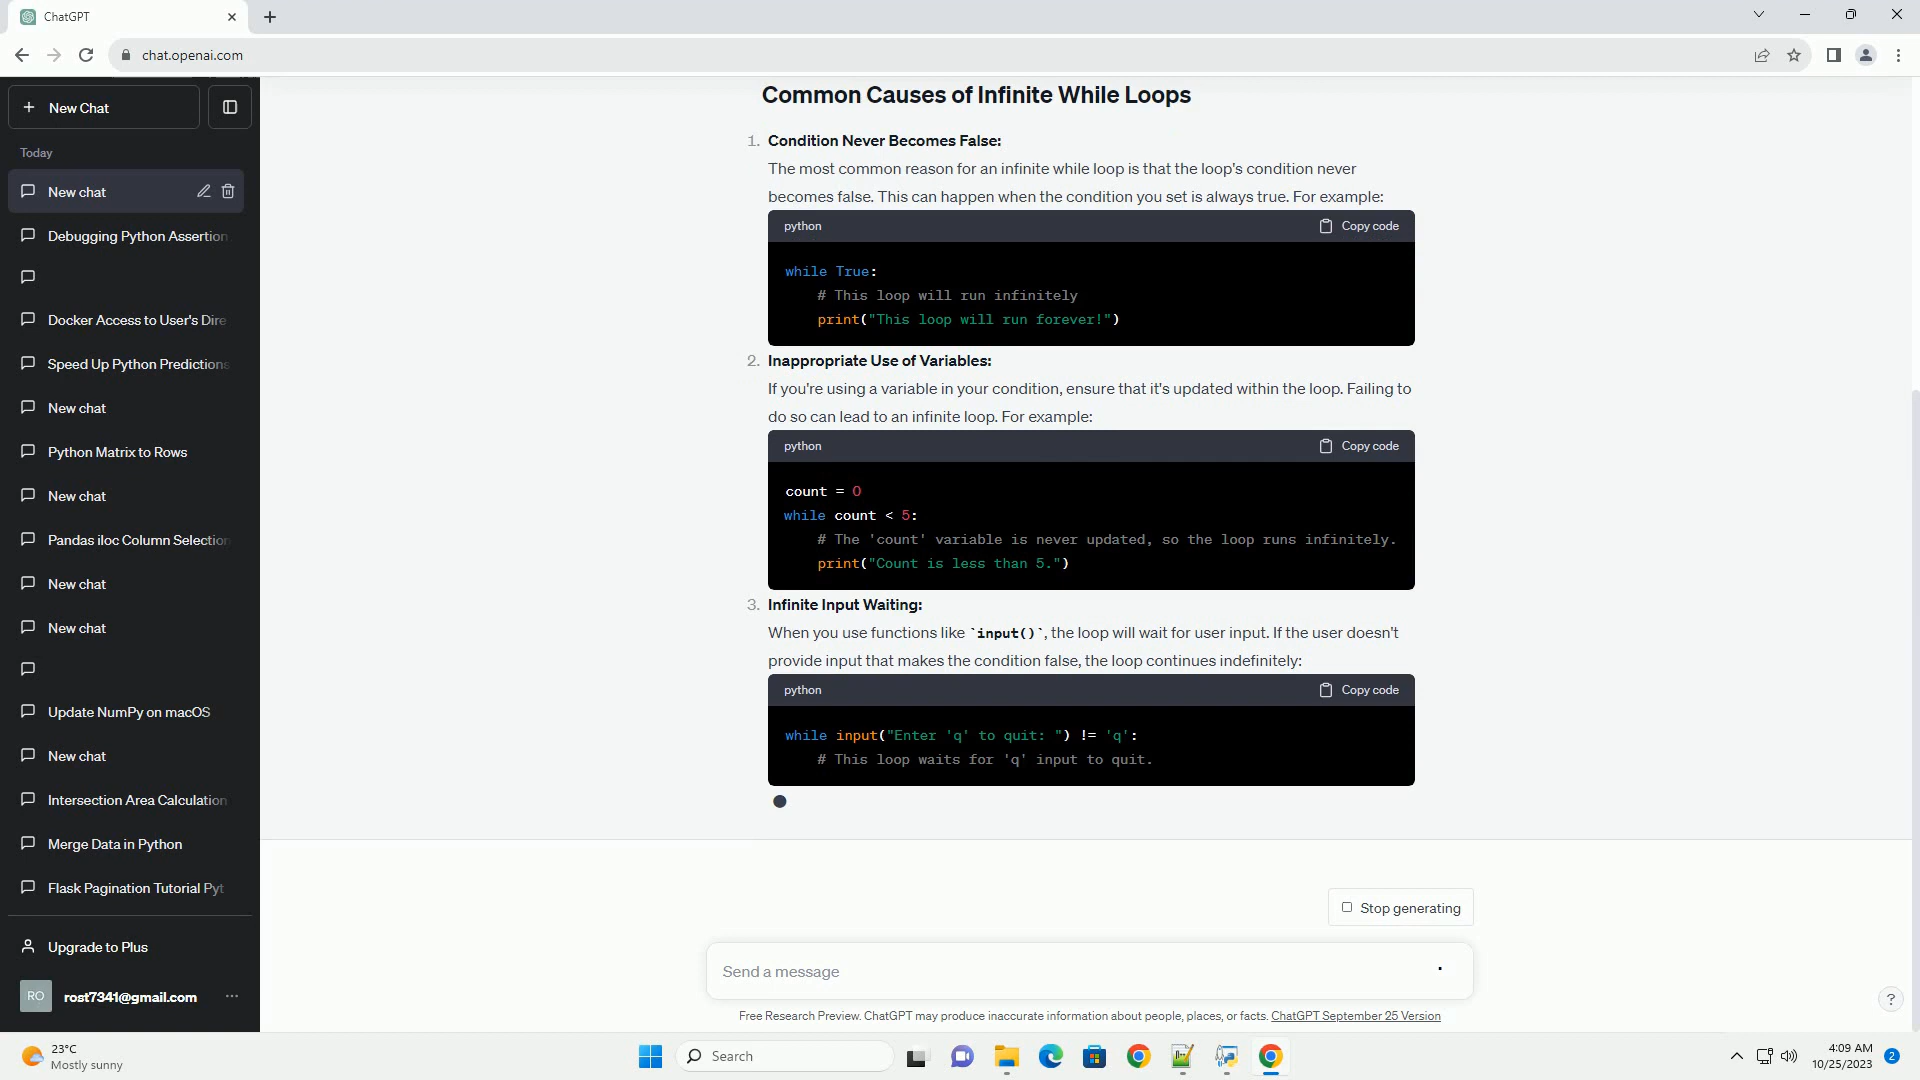 ChatGPT
chat.openai.com
New Chat
Today
New chat
Debugging Python Assertion
Docker Access to User's Dire
Speed Up Python Predictions
New chat
Python Matrix to Rows
New chat
Pandas iloc Column Selection
New chat
New chat
Update NumPy on macOS
New chat
Intersection Area Calculation
Merge Data in Python
Flask Pagination Tutorial Pyt
Upgrade to Plus
RO rost7341@gmail.com
Common Causes of Infinite While Loops
1. Condition Never Becomes False:
The most common reason for an infinite while loop is that the loop's condition never
becomes false. This can happen when the condition you set is always true. For example:
python Copy code
while True:
# This loop will run infinitely
print("This loop will run forever!")
2. Inappropriate Use of Variables:
If you're using a variable in your condition, ensure that it's updated within the loop. Failing to
do so can lead to an infinite loop. For example:
python Copy code
count = 0
while count < 5:
# The 'count' variable is never updated, so the loop runs infinitely.
print("Count is less than 5.")
3. Infinite Input Waiting:
When you use functions like `input()`, the loop will wait for user input. If the user doesn't
provide input that makes the condition false, the loop continues indefinitely:
python Copy code
while input("Enter 'q' to quit: ") != 'q':
# This loop waits for 'q' input to quit.
Stop generating
Send a message
Free Research Preview. ChatGPT may produce inaccurate information about people, places, or facts. ChatGPT September 25 Version
?
23°C
Mostly sunny
Search
4:09 AM
10/25/2023
2